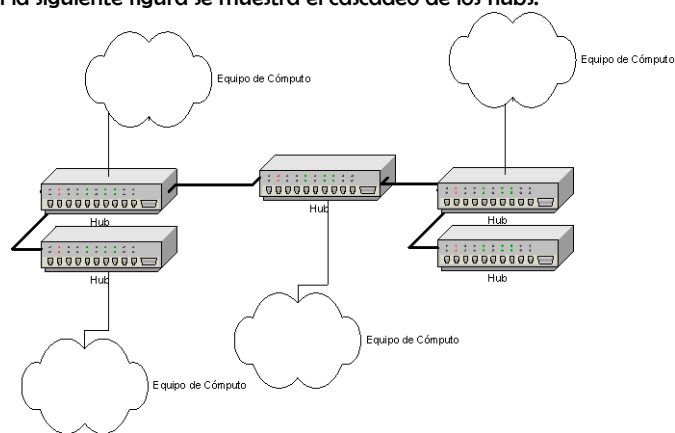 la siguiente figura se muestra el cascadeo de los hubs.
Equipo de Cómputo
Equipo de Cómputo
Hub
Hub
Hub
Hub
Hub
Equipo de Cómputo
Equipo de Cómputo